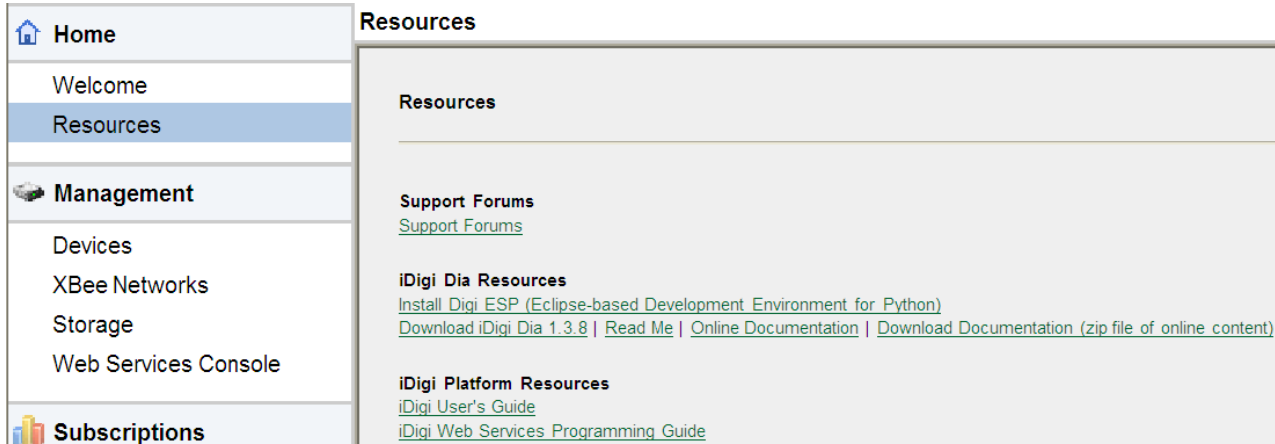 Home
Welcome
Resources
Management
Devices
XBee Networks
Storage
Web Services Console
Subscriptions
Resources
Resources
Support Forums
Support Forums
iDigi Dia Resources
Install Digi ESP (Eclipse-based Development Environment for Python)
Download iDigi Dia 1.3.8 | Read Me | Online Documentation | Download Documentation (zip file of online content)
iDigi Platform Resources
iDigi User's Guide
iDigi Web Services Programming Guide